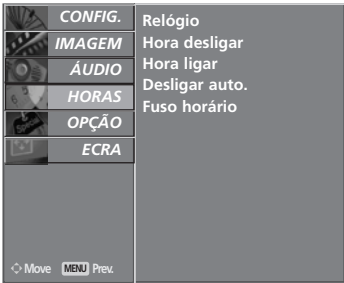 CONFIG.
IMAGEM
ÁUDIO
HORAS
OPÇÃO
ECRA
Relógio
Hora desligar
Hora ligar
Desligar auto.
Fuso horário
Move MENU Prev.